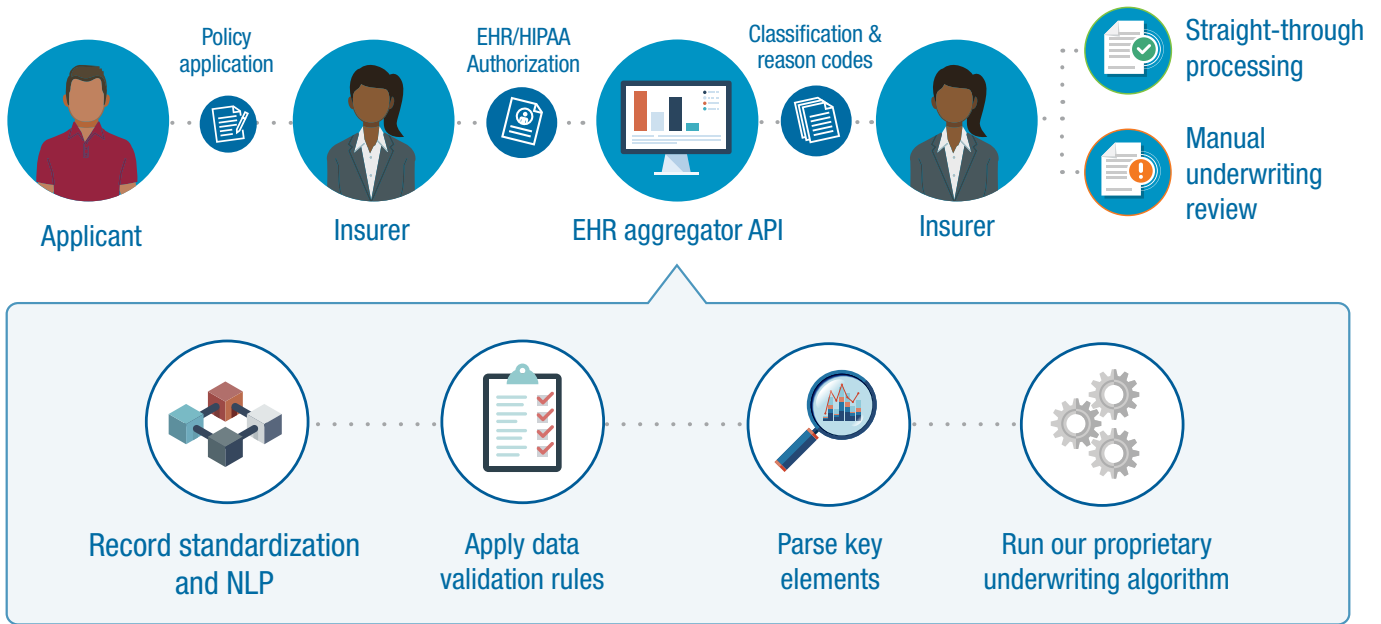 Policy
application
EHR/HIPAA
Authorization
Classification &
reason codes
Straight-through
processing
Manual
underwriting
review
Applicant
Insurer
EHR aggregator API
Insurer
Record standardization
and NLP
Apply data
validation rules
Parse key
elements
Run our proprietary
underwriting algorithm